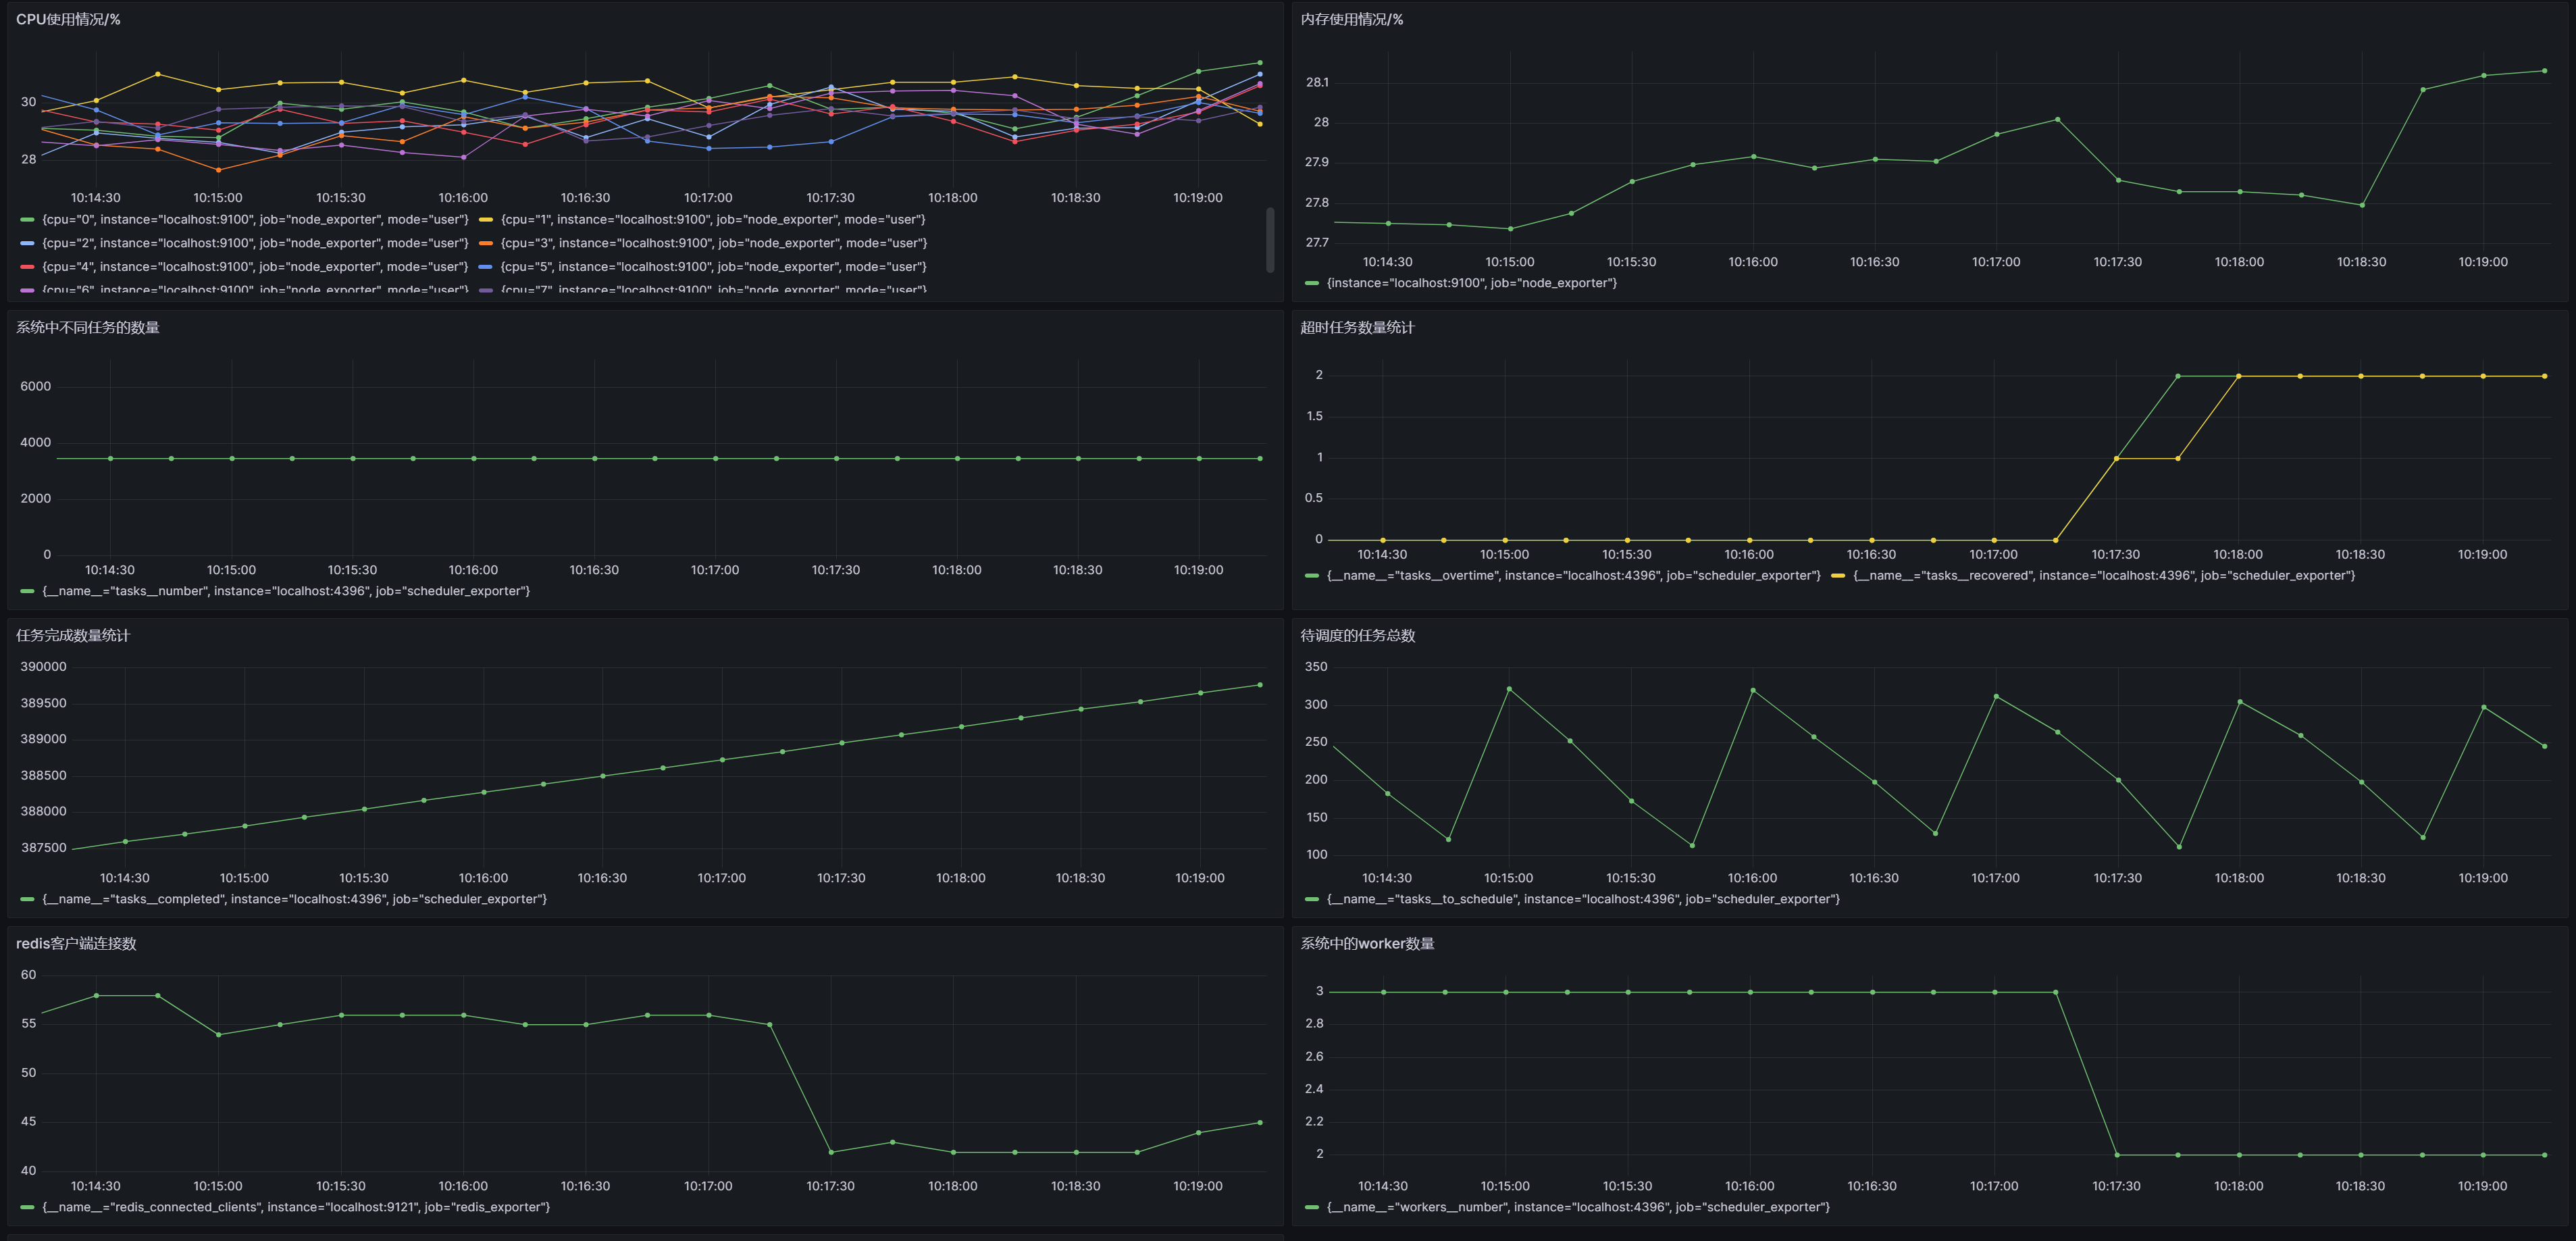 CPU使用情况/%
30
28
10:14:30 10:15:00 10:15:30 10:16:00 10:16:30 10:17:00 10:17:30 10:18:00 10:18:30 10:19:00
{cpu="0", instance="localhost:9100", job="node_exporter", mode="user"} {cpu="1", instance="localhost:9100", job="node_exporter", mode="user"}
{cpu="2", instance="localhost:9100", job="node_exporter", mode="user"} {cpu="3", instance="localhost:9100", job="node_exporter", mode="user"}
{cpu="4", instance="localhost:9100", job="node_exporter", mode="user"} {cpu="5", instance="localhost:9100", job="node_exporter", mode="user"}
{cpu="6", instance="localhost:9100", job="node_exporter", mode="user"} {cpu="7", instance="localhost:9100", job="node_exporter", mode="user"}
内存使用情况/%
28.1
28
27.9
27.8
27.7
10:14:30 10:15:00 10:15:30 10:16:00 10:16:30 10:17:00 10:17:30 10:18:00 10:18:30 10:19:00
{instance="localhost:9100", job="node_exporter"}
系统中不同任务的数量
6000
4000
2000
0
10:14:30 10:15:00 10:15:30 10:16:00 10:16:30 10:17:00 10:17:30 10:18:00 10:18:30 10:19:00
{__name__="tasks__number", instance="localhost:4396", job="scheduler_exporter"}
超时任务数量统计
2
1.5
1
0.5
0
10:14:30 10:15:00 10:15:30 10:16:00 10:16:30 10:17:00 10:17:30 10:18:00 10:18:30 10:19:00
{__name__="tasks__overtime", instance="localhost:4396", job="scheduler_exporter"} {__name__="tasks__recovered", instance="localhost:4396", job="scheduler_exporter"}
任务完成数量统计
390000
389500
389000
388500
388000
387500
10:14:30 10:15:00 10:15:30 10:16:00 10:16:30 10:17:00 10:17:30 10:18:00 10:18:30 10:19:00
{__name__="tasks__completed", instance="localhost:4396", job="scheduler_exporter"}
待调度的任务总数
350
300
250
200
150
100
10:14:30 10:15:00 10:15:30 10:16:00 10:16:30 10:17:00 10:17:30 10:18:00 10:18:30 10:19:00
{__name__="tasks__to_schedule", instance="localhost:4396", job="scheduler_exporter"}
redis客户端连接数
60
55
50
45
40
10:14:30 10:15:00 10:15:30 10:16:00 10:16:30 10:17:00 10:17:30 10:18:00 10:18:30 10:19:00
{__name__="redis_connected_clients", instance="localhost:9121", job="redis_exporter"}
系统中的worker数量
3
2.8
2.6
2.4
2.2
2
10:14:30 10:15:00 10:15:30 10:16:00 10:16:30 10:17:00 10:17:30 10:18:00 10:18:30 10:19:00
{__name__="workers__number", instance="localhost:4396", job="scheduler_exporter"}